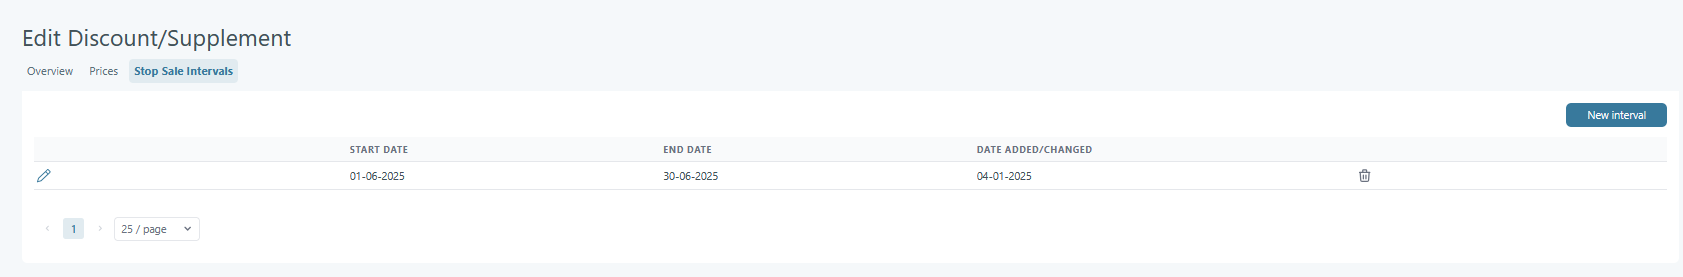 Edit Discount/Supplement
Overview Prices Stop Sale Intervals
New interval
START DATE END DATE DATE ADDED/CHANGED
01-06-2025 30-06-2025 04-01-2025
1 25 / page